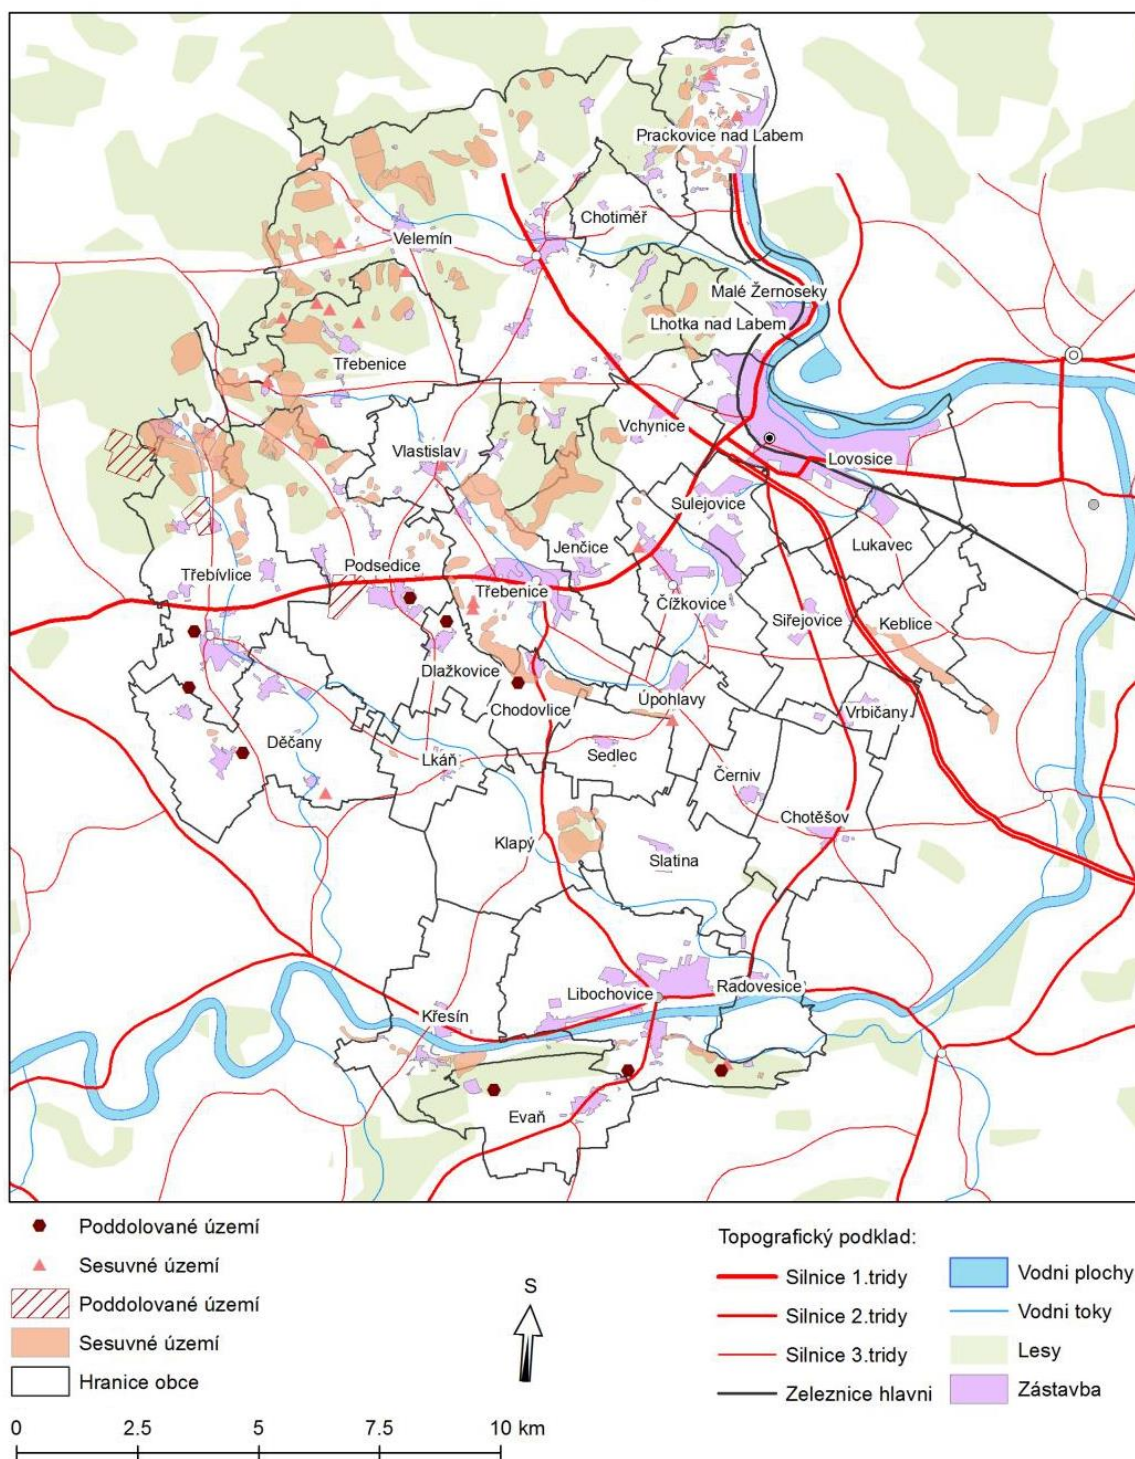 Prackovice nad Labem
Chotiměř
Velemín
Malé Žernoseky
Lhotka nad Labem
Třebenice
Vchynice
Vlastislav
Lovosice
Sulejovice
Jenčice
Lukavec
Podsedice
Třebívlice
Třebenice
Čížkovice
Siřejovice
Keblice
Dlažkovice
Úpohlavy
Chodovlice
Vrbičany
Děčany
Sedlec
Lkáň
Černiv
Chotěšov
Klapý
Slatina
Radovesice
Libochovice
Křesín
Evaň
Poddolované území
Sesuvné území
Poddolované území
Sesuvné území
Hranice obce
0 2.5 5 7.5 10 km
S
Topografický podklad:
Silnice 1.tridy
Silnice 2.tridy
Silnice 3.tridy
Zeleznice hlavni
Vodni plochy
Vodni toky
Lesy
Zástavba